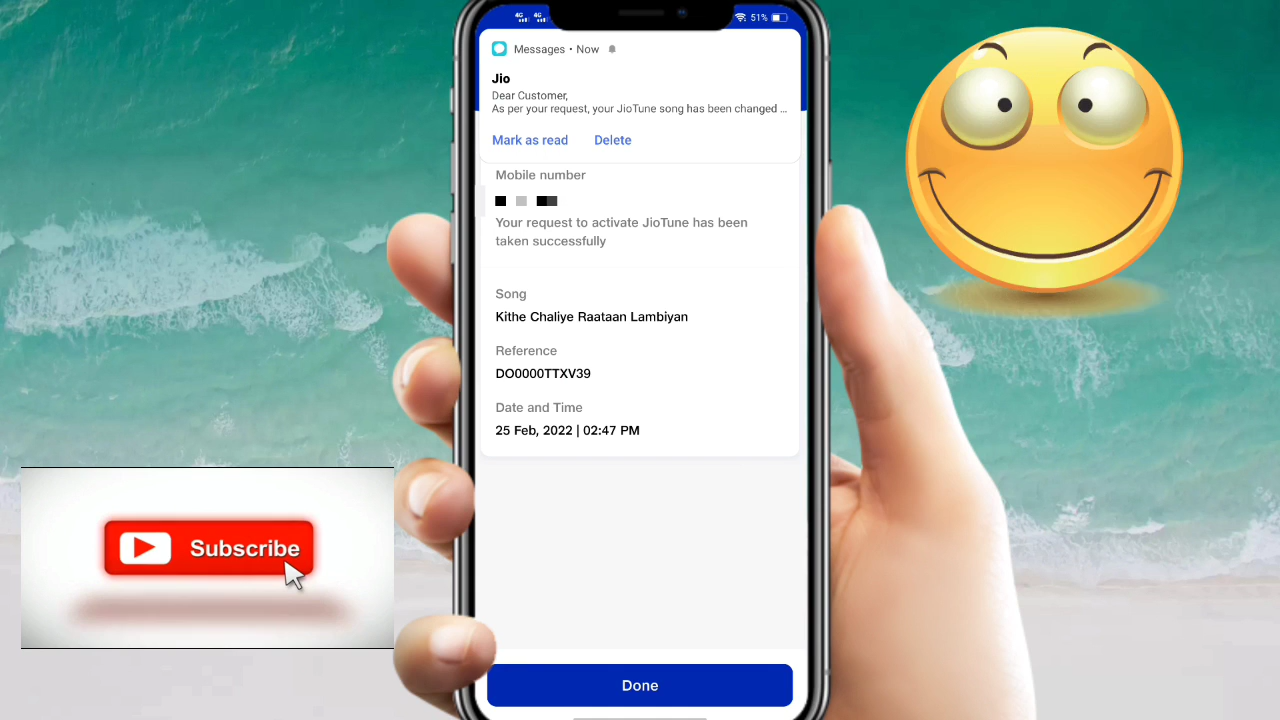 4G 4G 51%
Messages • Now
Jio
Dear Customer,
As per your request, your JioTune song has been changed ...
Mark as read Delete
Mobile number
Your request to activate JioTune has been
taken successfully
Song
Kithe Chaliye Raataan Lambiyan
Reference
DO0000TTXV39
Date and Time
25 Feb, 2022 | 02:47 PM
Subscribe
Done